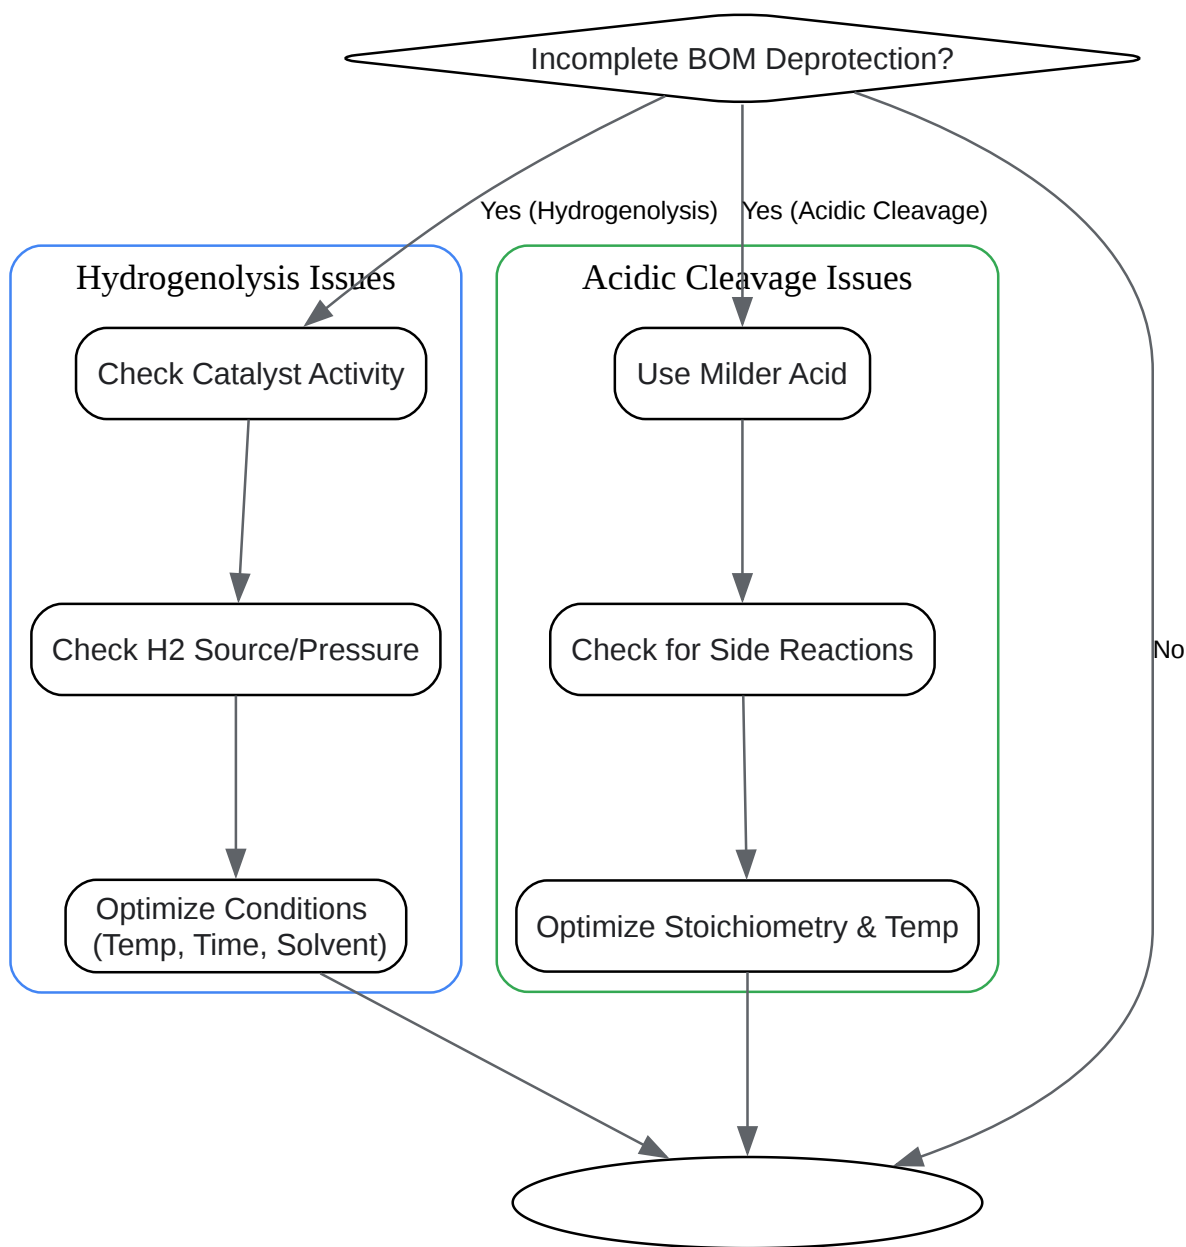 Incomplete BOM Deprotection?
Yes (Hydrogenolysis)
Yes (Acidic Cleavage)
Hydrogenolysis Issues
Acidic Cleavage Issues
Check Catalyst Activity
Use Milder Acid
Check H2 Source/Pressure
Check for Side Reactions
No
Optimize Conditions
(Temp, Time, Solvent)
Optimize Stoichiometry & Temp